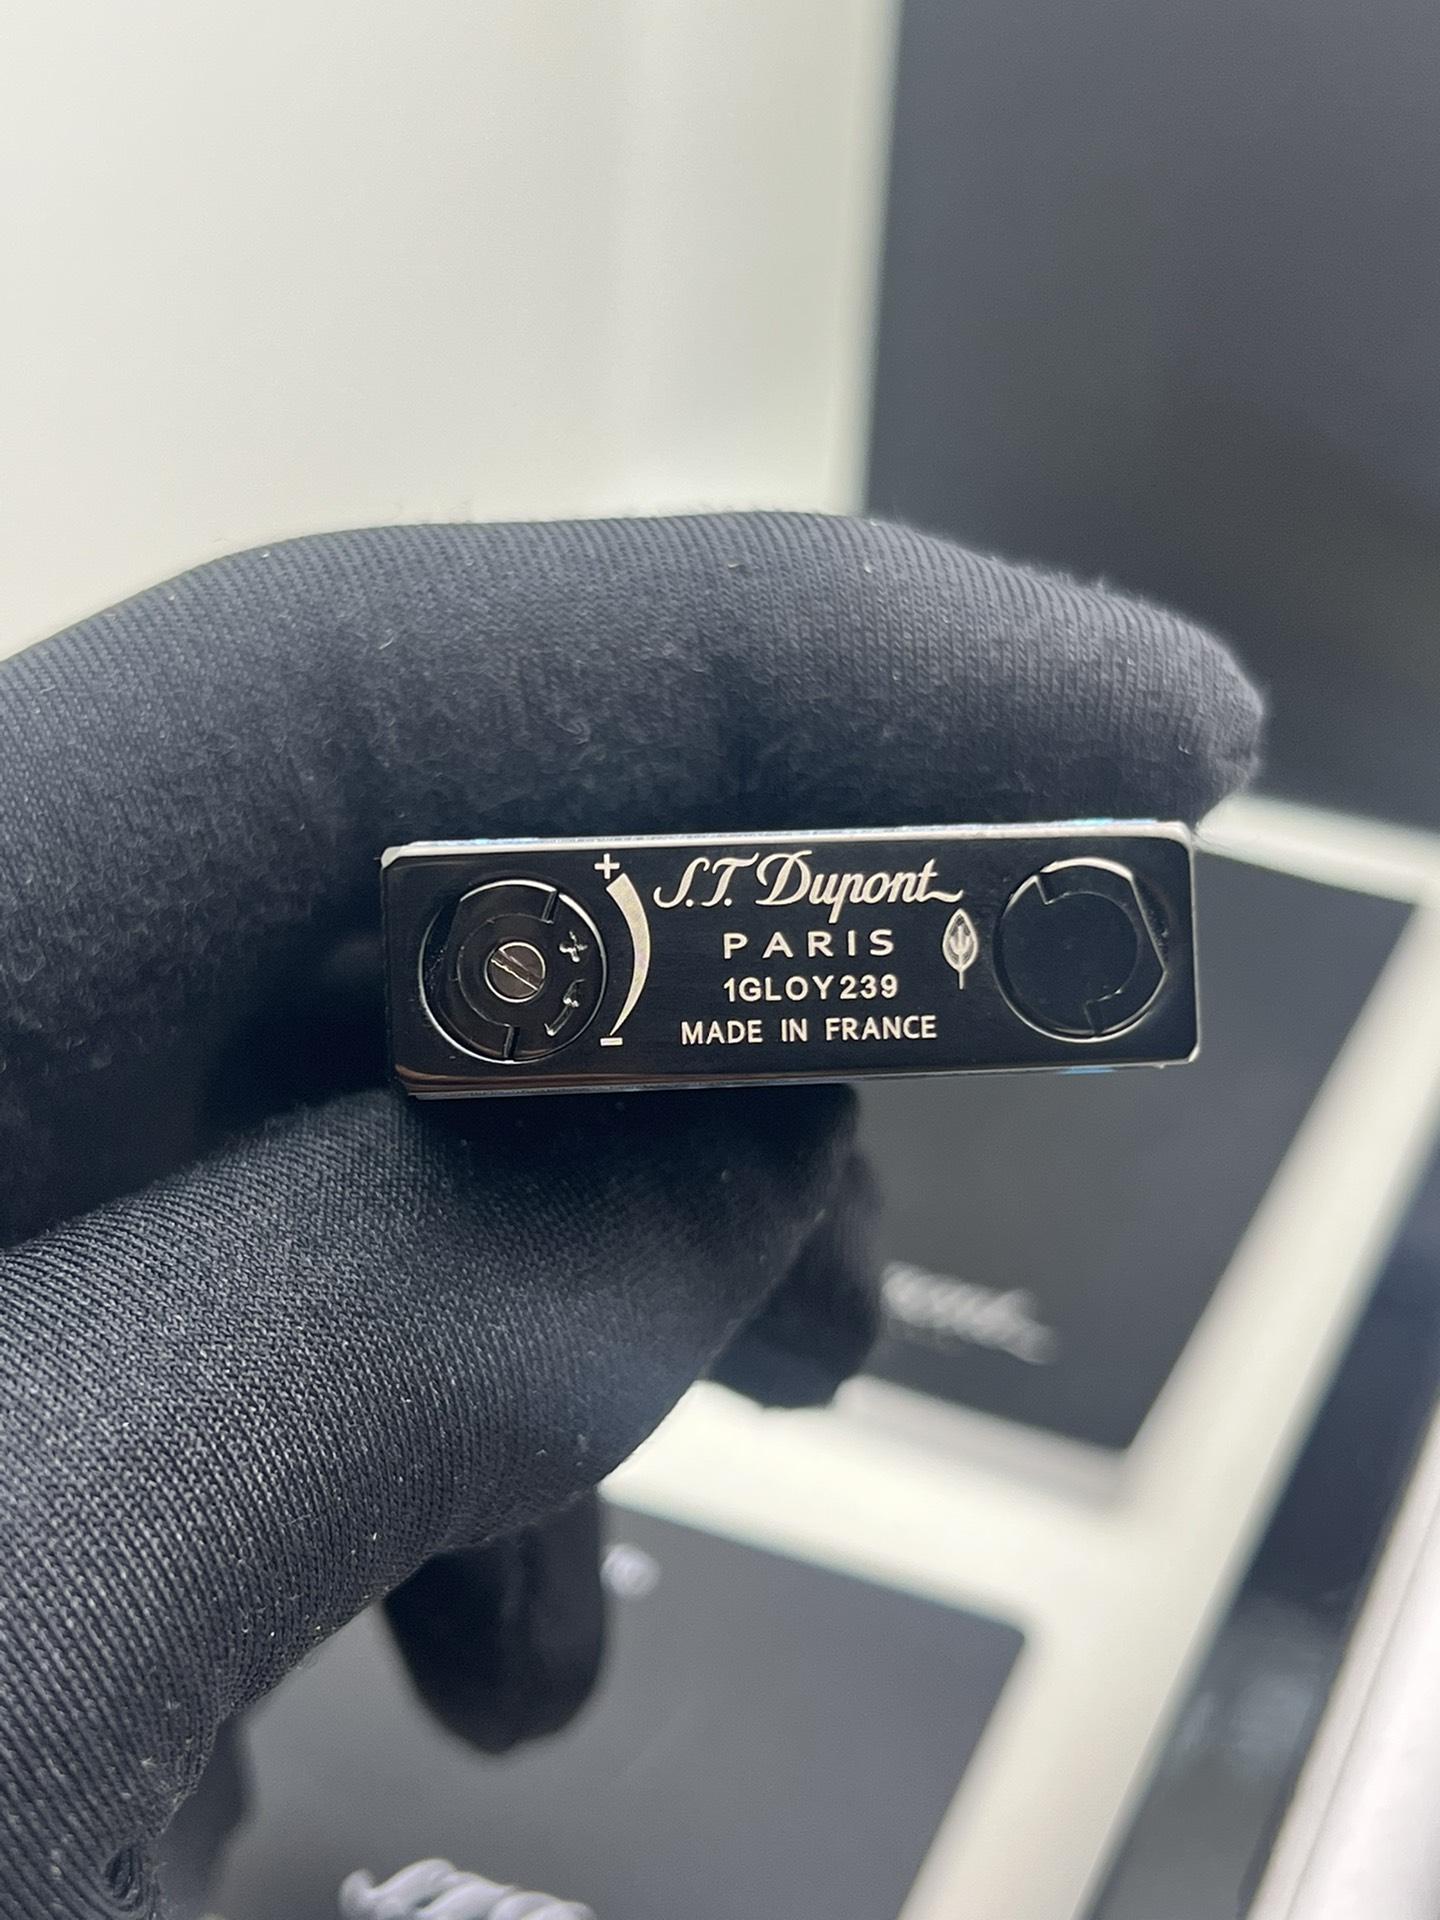 S.T. Dupont
PARIS
1GLOY239
MADE IN FRANCE
+
-
+
-